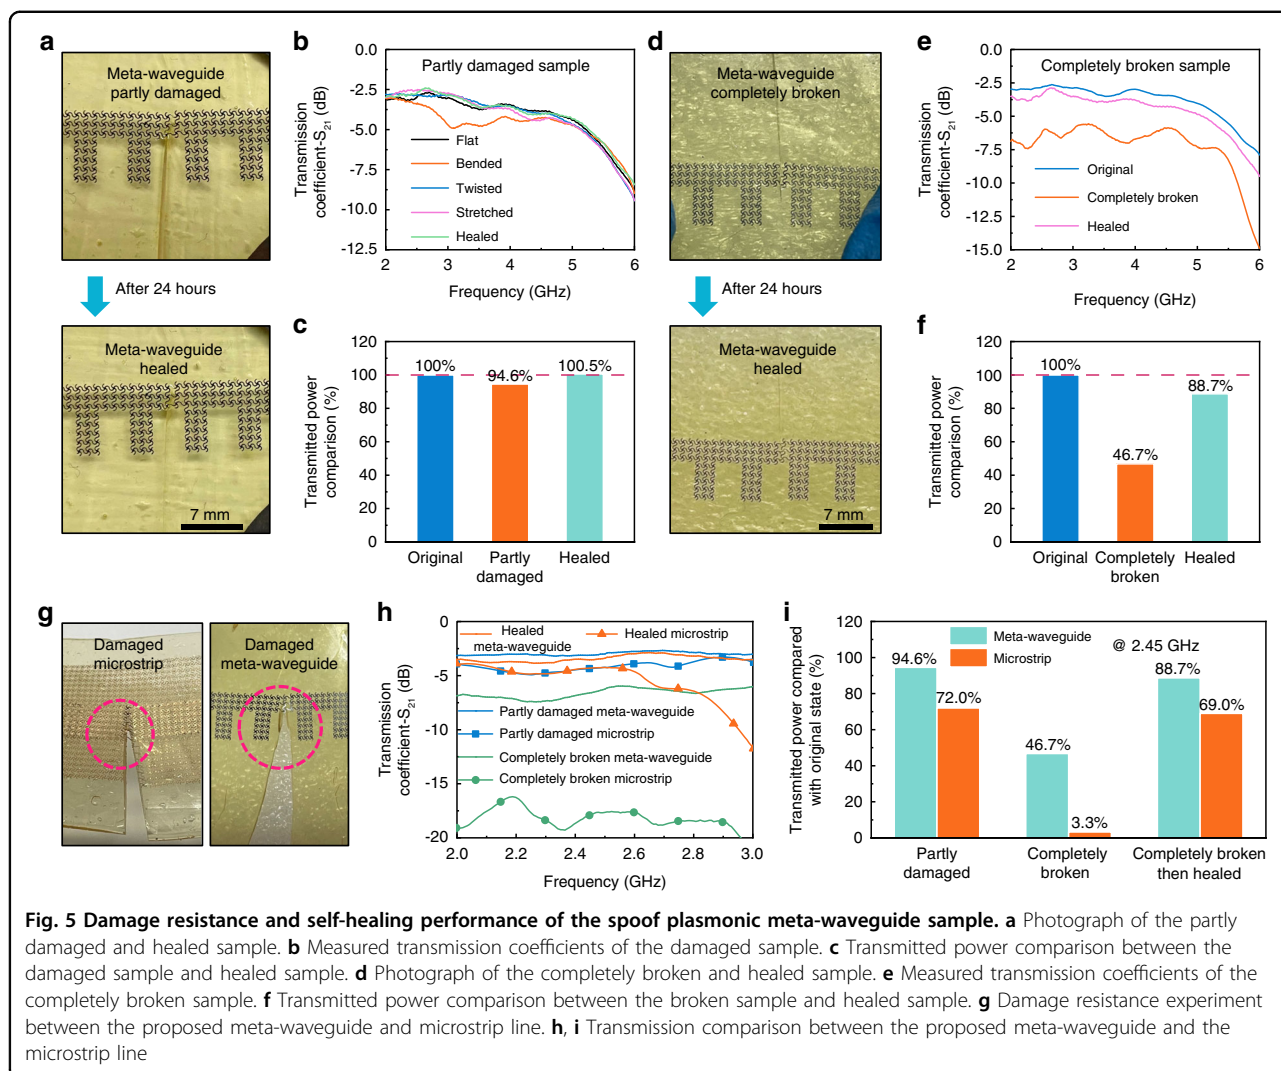 a
Meta-waveguide
partly damaged
After 24 hours
Meta-waveguide
healed
7 mm
b
Partly damaged sample
Transmission
coefficient-S21 (dB)
0.0
-2.5
-5.0
-7.5
-10.0
-12.5
Flat
Bended
Twisted
Stretched
Healed
2 3 4 5 6
Frequency (GHz)
c
Transmitted power
comparison (%)
120
100
80
60
40
20
0
100%
94.6%
100.5%
Original
Partly
damaged
Healed
d
Meta-waveguide
completely broken
After 24 hours
Meta-waveguide
healed
7 mm
e
Completely broken sample
Transmission
coefficient-S21 (dB)
0.0
-2.5
-5.0
-7.5
-10.0
-12.5
-15.0
Original
Completely broken
Healed
2 3 4 5 6
Frequency (GHz)
f
Transmitted power
comparison (%)
120
100
80
60
40
20
0
100%
46.7%
88.7%
Original
Completely
broken
Healed
g
Damaged
microstrip
Damaged
meta-waveguide
h
Transmission
coefficient-S21 (dB)
0
-5
-10
-15
-20
Healed
meta-waveguide
Healed microstrip
Partly damaged meta-waveguide
Partly damaged microstrip
Completely broken meta-waveguide
Completely broken microstrip
2.0 2.2 2.4 2.6 2.8 3.0
Frequency (GHz)
i
Transmitted power compared
with original state (%)
120
100
80
60
40
20
0
Meta-waveguide
Microstrip
@ 2.45 GHz
94.6%
72.0%
46.7%
3.3%
88.7%
69.0%
Partly
damaged
Completely
broken
Completely broken
then healed
Fig. 5 Damage resistance and self-healing performance of the spoof plasmonic meta-waveguide sample. a Photograph of the partly
damaged and healed sample. b Measured transmission coefficients of the damaged sample. c Transmitted power comparison between the
damaged sample and healed sample. d Photograph of the completely broken and healed sample. e Measured transmission coefficients of the
completely broken sample. f Transmitted power comparison between the broken sample and healed sample. g Damage resistance experiment
between the proposed meta-waveguide and microstrip line. h, i Transmission comparison between the proposed meta-waveguide and the
microstrip line